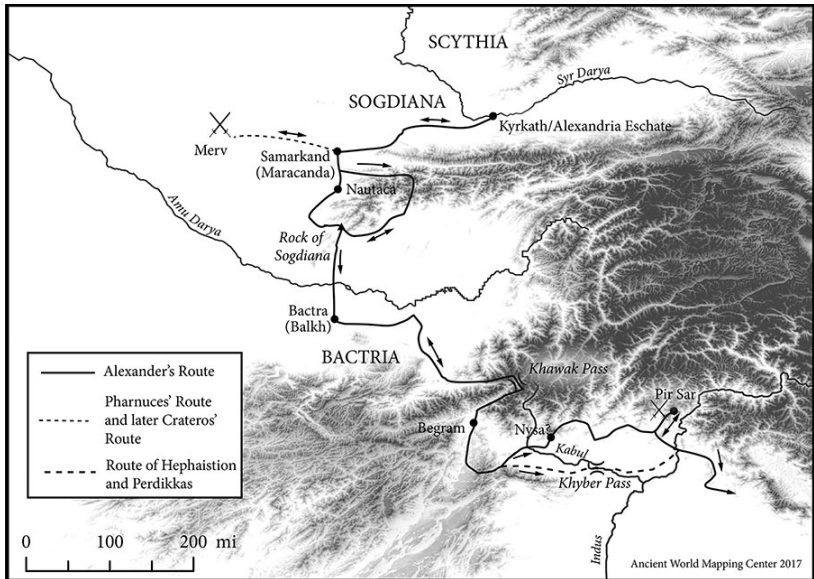 SCYTHIA
Syr Darya
SOGDIANA
Kyrkath/Alexandria Eschate
Merv
Samarkand
(Maracanda)
Nautaca
Amu Darya
Rock of
Sogdiana
Bactra
(Balkh)
BACTRIA
Khawak Pass
Alexander's Route
Pharnuces' Route
and later Crateros'
Route
Route of Hephaistion
and Perdikkas
Pir Sar
Begram
Nysa?
Kabul
Khyber Pass
Indus
0 100 200 mi
Ancient World Mapping Center 2017